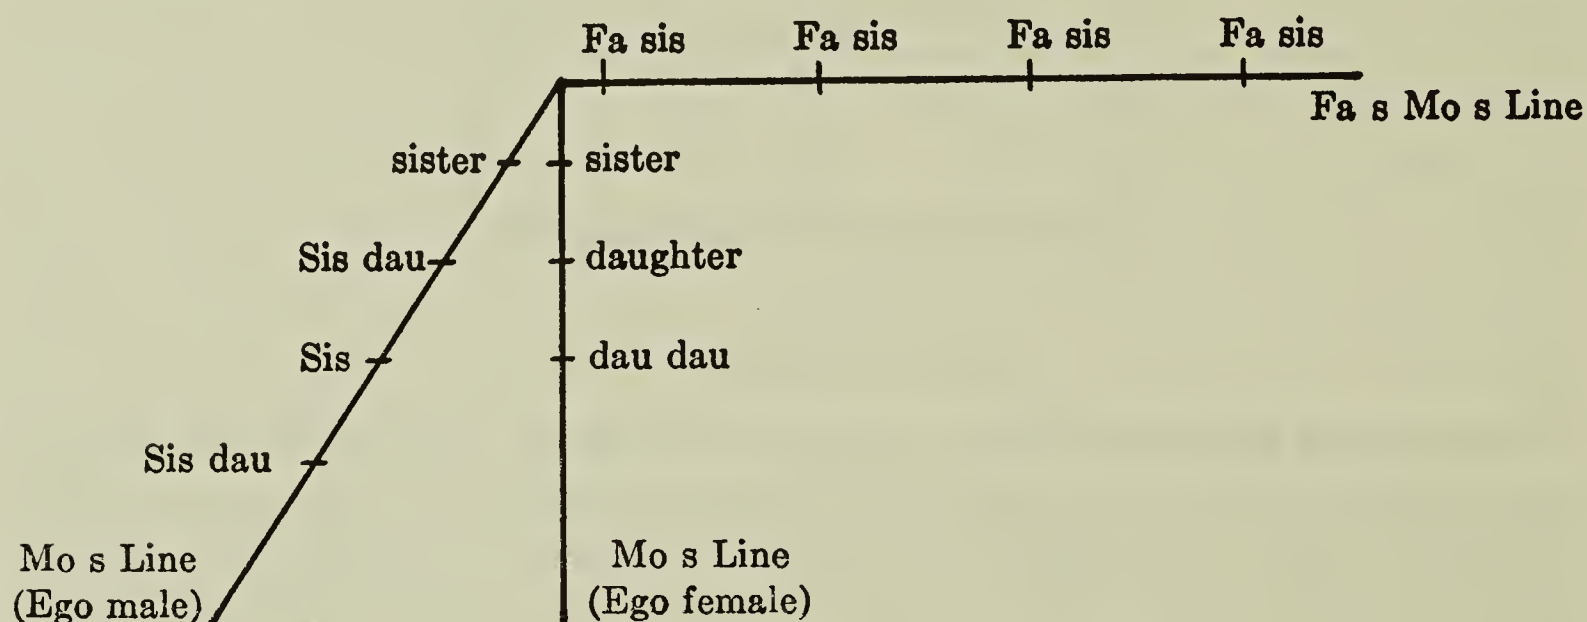 Fa sis Fa sis Fa sis Fa sis
Fa s Mo s Line
sister sister
Sis dau daughter
Sis dau dau
Sis dau
Mo s Line Mo s Line
(Ego male) (Ego female)